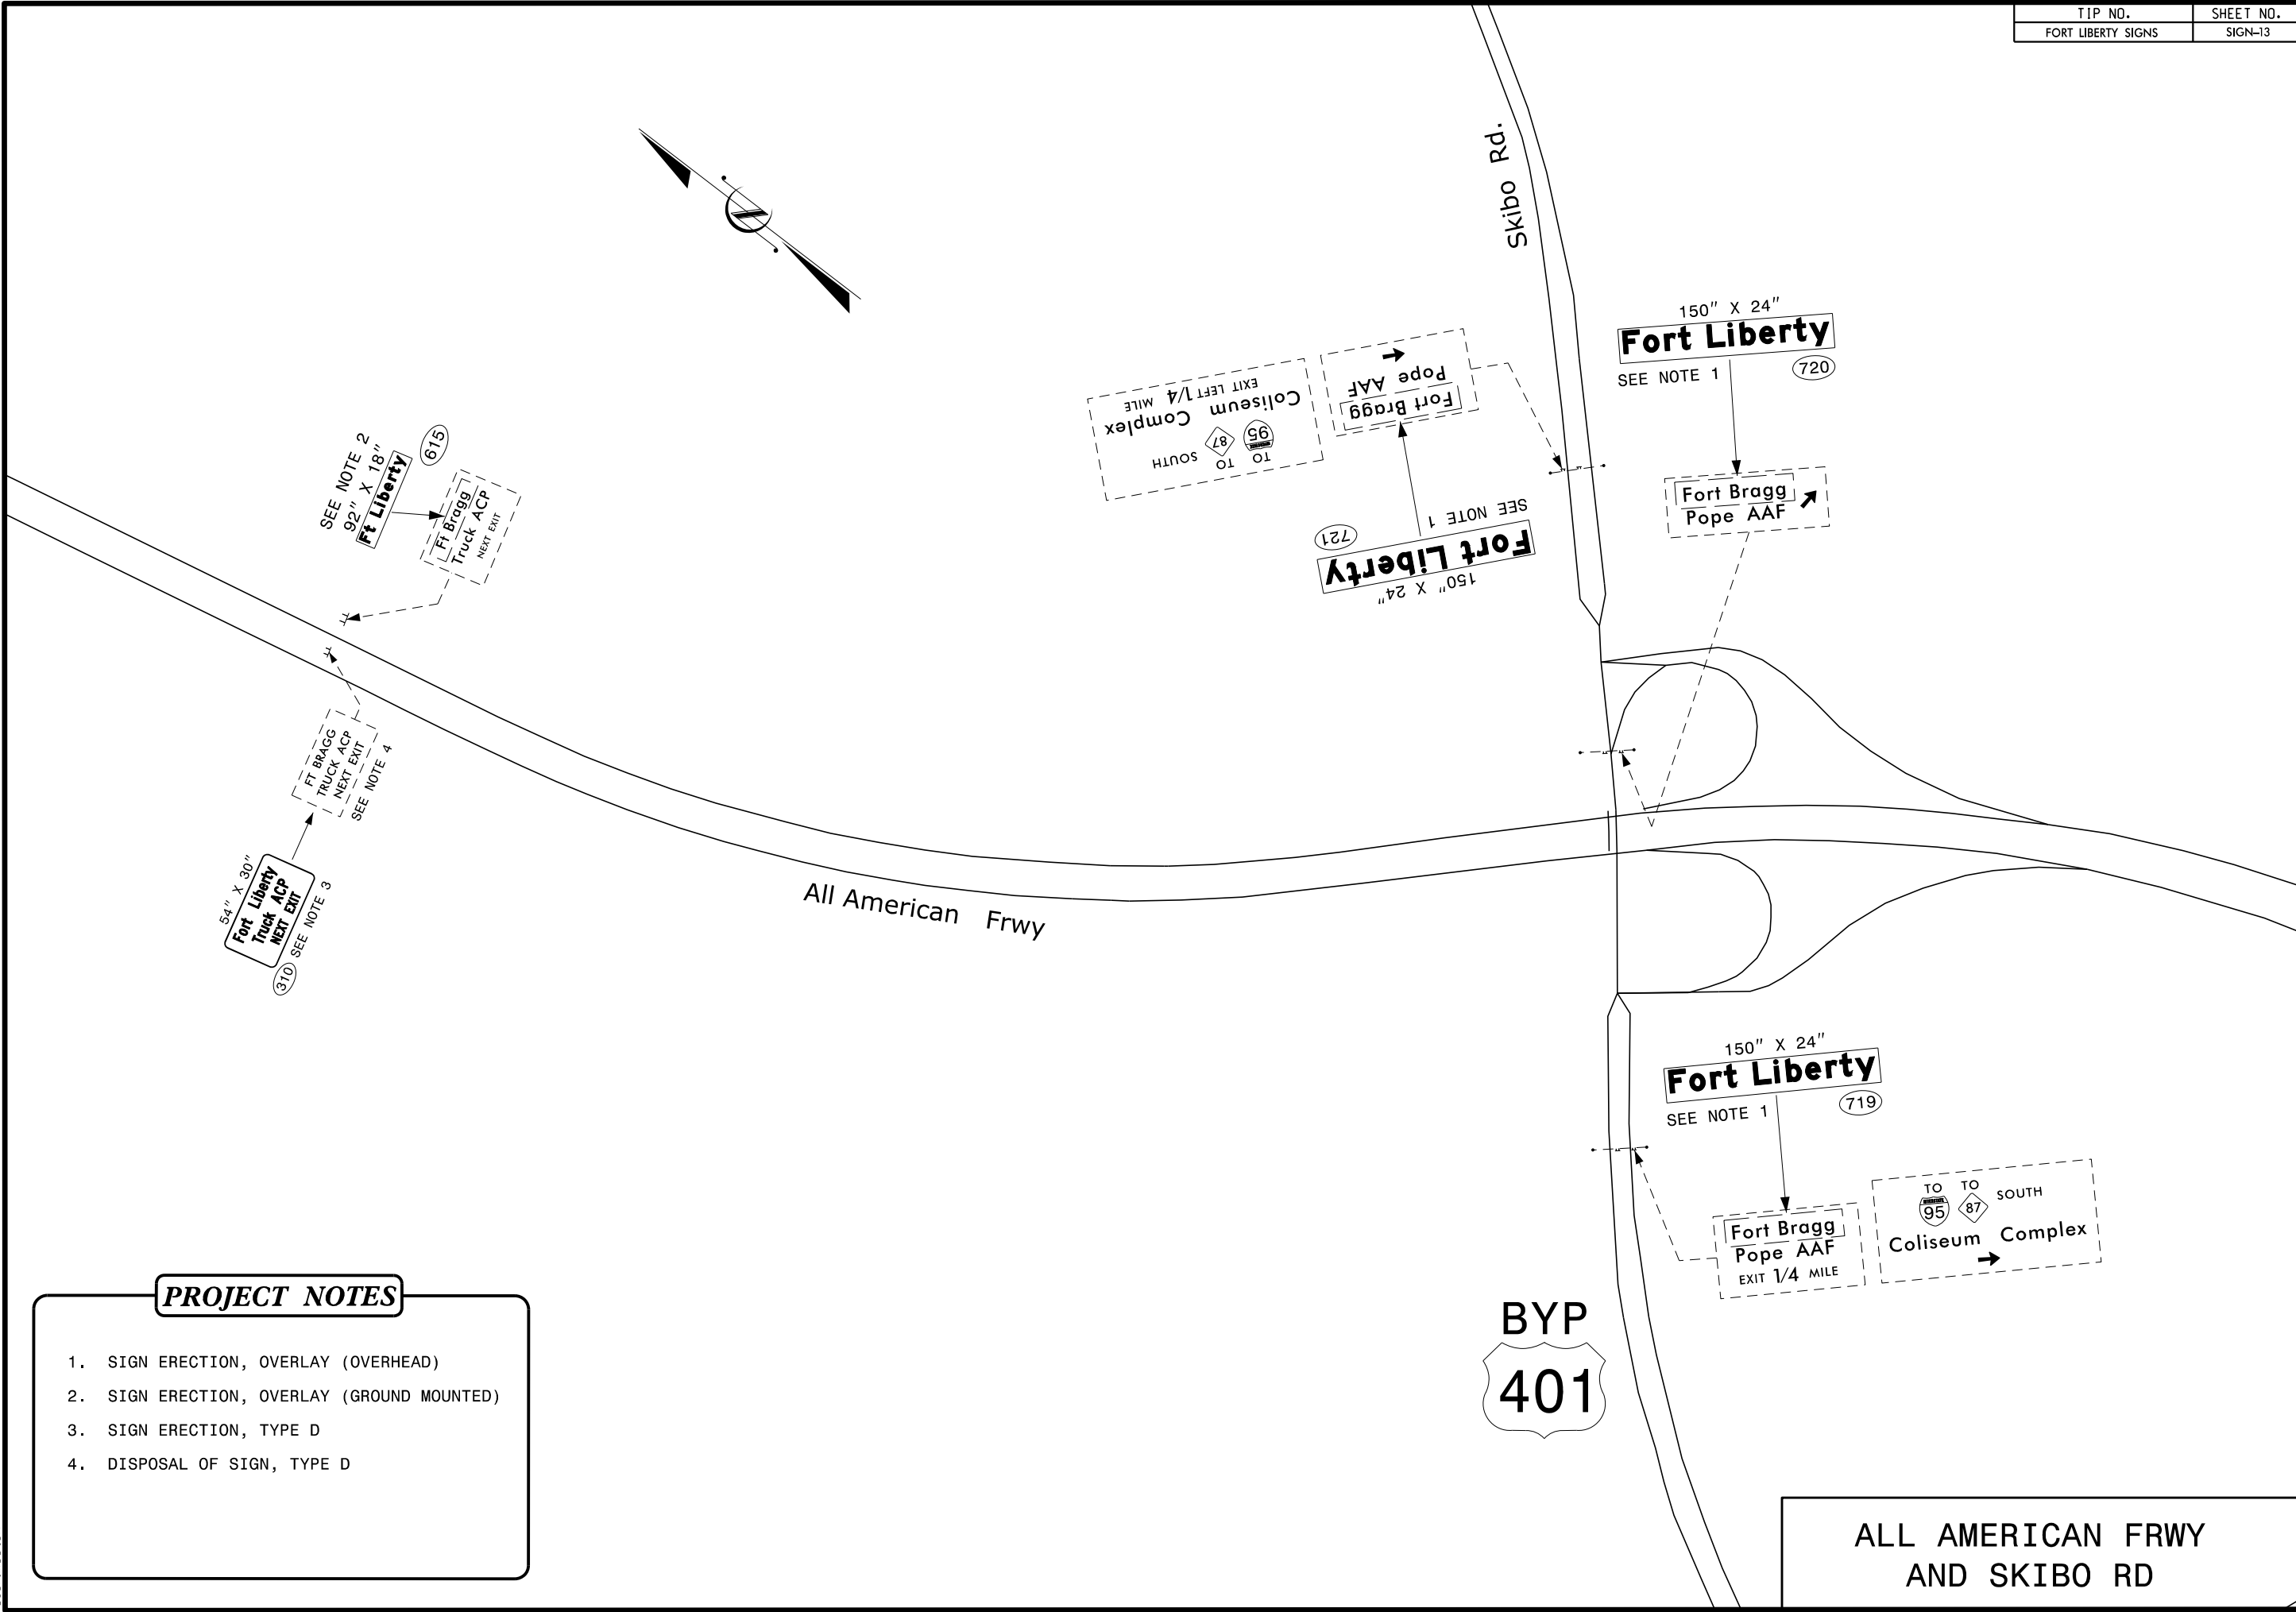 TIP NO. SHEET NO.
FORT LIBERTY SIGNS SIGN-13
Skibo Rd.
150" X 24"
Fort Liberty
SEE NOTE 1 720
Fort Bragg
Pope AAF
Fort Bragg
Pope AAF
TO TO SOUTH
95 87
Coliseum Complex
EXIT LEFT 1/4 MILE
150" X 24"
Fort Liberty
721 SEE NOTE 1
SEE NOTE 2
92" X 18"
Ft Liberty
615
Ft Bragg
Truck ACP
NEXT EXIT
FT BRAGG
TRUCK ACP
NEXT EXIT
SEE NOTE 4
54" X 30"
Fort Liberty
Truck ACP
NEXT EXIT
310 SEE NOTE 3
All American Frwy
150" X 24"
Fort Liberty
SEE NOTE 1 719
Fort Bragg
Pope AAF
EXIT 1/4 MILE
TO TO SOUTH
95 87
Coliseum Complex
BYP
401
PROJECT NOTES
1. SIGN ERECTION, OVERLAY (OVERHEAD)
2. SIGN ERECTION, OVERLAY (GROUND MOUNTED)
3. SIGN ERECTION, TYPE D
4. DISPOSAL OF SIGN, TYPE D
ALL AMERICAN FRWY
AND SKIBO RD